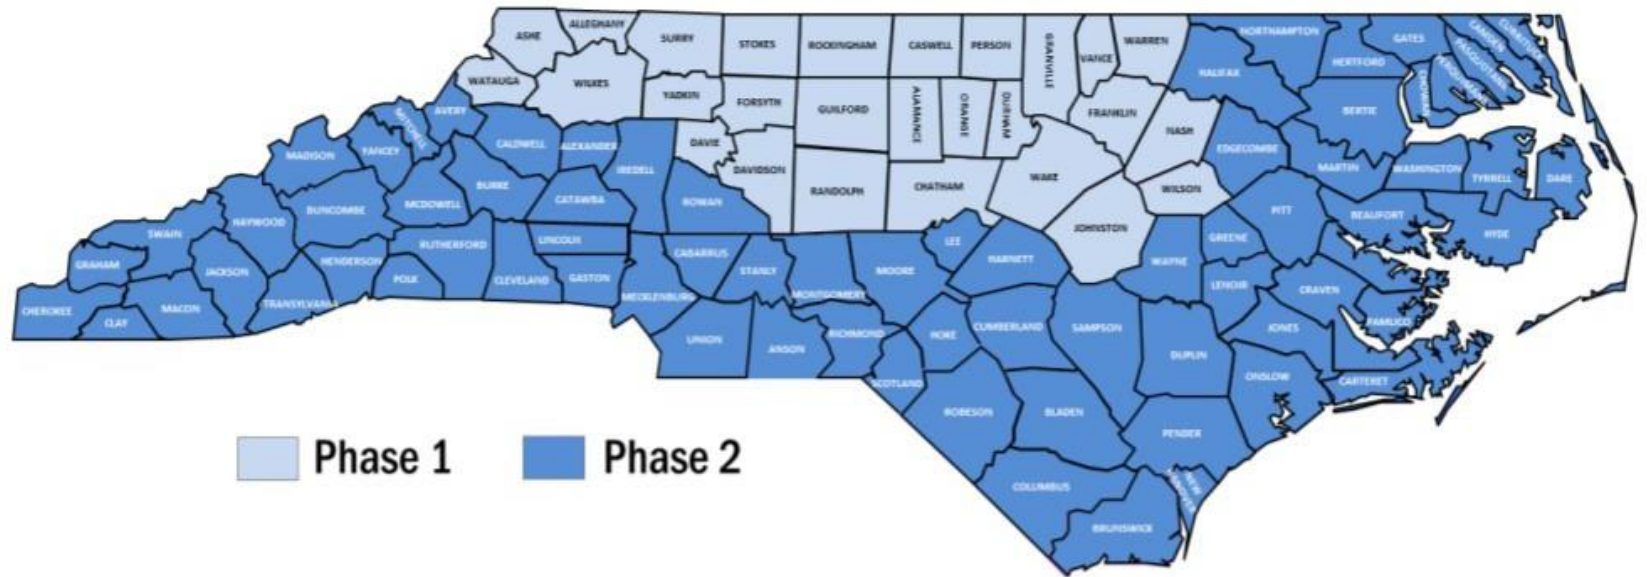 ASHE
ALLEGHANY
SURRY
STOKES
ROCKINGHAM
CASWELL
PERSON
GRANVILLE
VANCE
WARREN
NORTHAMPTON
GATES
CAMDEN
CURRITUCK
PASQUOTANK
PERQUIMANS
CHOWAN
HERTFORD
HALIFAX
BERTIE
WATAUGA
WILKES
YADKIN
FORSYTH
GUILFORD
ALAMANCE
ORANGE
DURHAM
FRANKLIN
NASH
EDGECOMBE
MARTIN
WASHINGTON
TYRRELL
DARE
MITCHELL
AVERY
CALDWELL
ALEXANDER
IREDELL
DAVIE
DAVIDSON
RANDOLPH
CHATHAM
WAKE
WILSON
MADISON
YANCEY
BURKE
CATAWBA
ROWAN
MCDOWELL
BUNCOMBE
HAYWOOD
SWAIN
GRAHAM
JACKSON
JOHNSTON
PITT
BEAUFORT
HYDE
GREENE
RUTHERFORD
LINCOLN
CABARRUS
STANLY
LEE
HARNETT
WAYNE
HENDERSON
POLK
CLEVELAND
GASTON
MECKLENBURG
MONTGOMERY
MOORE
LENOIR
CRAVEN
CHEROKEE
CLAY
MACON
TRANSYLVANIA
UNION
ANSON
RICHMOND
HOKE
CUMBERLAND
SAMPSON
DUPLIN
JONES
PAMLICO
SCOTLAND
ROBESON
BLADEN
ONSLOW
CARTERET
PENDER
COLUMBUS
NEW
HANOVER
BRUNSWICK
Phase 1
Phase 2